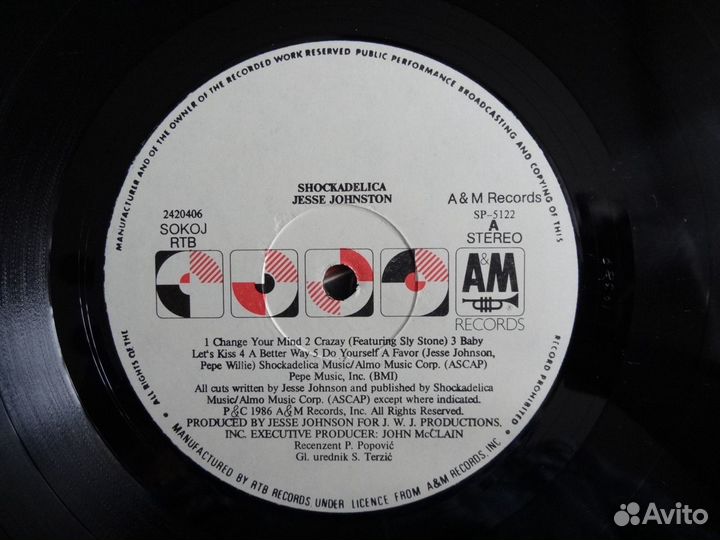 MANUFACTURER AND OF THE OWNER OF THE RECORDED WORK RESERVED PUBLIC PERFORMANCE BROADCASTING AND COPYING OF THIS
RECORD PROHIBITED
ALL RIGHTS OF THE
SHOCKADELICA
JESSE JOHNSTON
A&M Records
2420406
SP-5122
SOKOJ
A
RTB
STEREO
A&M
RECORDS
1 Change Your Mind 2 Crazay (Featuring Sly Stone) 3 Baby
Let's Kiss 4 A Better Way 5 Do Yourself A Favor (Jesse Johnson,
Pepe Willie) Shockadelica Music/Almo Music Corp. (ASCAP)
Pepe Music, Inc. (BMI)
All cuts written by Jesse Johnson and published by Shockadelica
Music/Almo Music Corp. (ASCAP) except where indicated.
P&C 1986 A&M Records, Inc. All Rights Reserved.
PRODUCED BY JESSE JOHNSON FOR J. W. J. PRODUCTIONS,
INC. EXECUTIVE PRODUCER: JOHN McCLAIN
Recenzent P. Popović
Gl. urednik S. Terzić
MANUFACTURED BY RTB RECORDS, UNDER LICENCE FROM A&M RECORDS, INC.
Avito